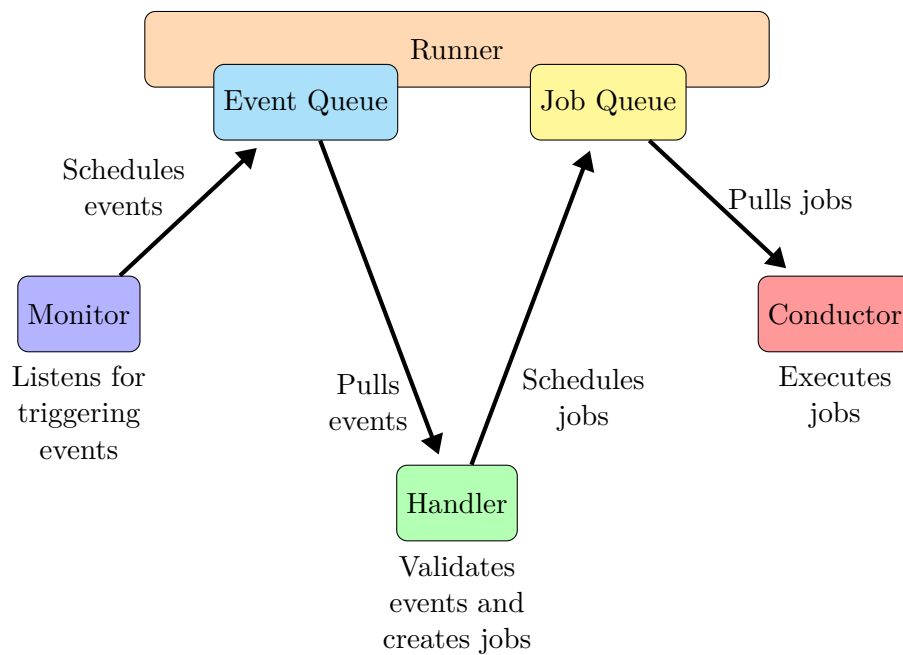 Runner
Event Queue
Job Queue
Schedules
events
Pulls jobs
Monitor
Conductor
Listens for
triggering
events
Pulls
events
Schedules
jobs
Executes
jobs
Handler
Validates
events and
creates jobs